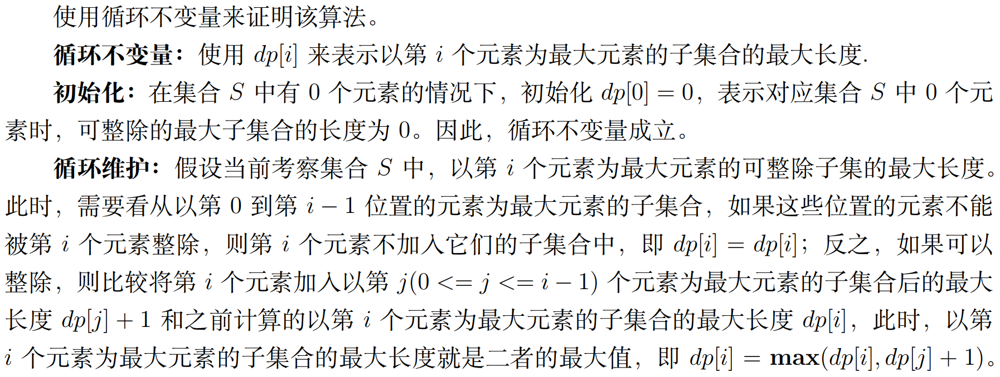 使用循环不变量来证明该算法。
循环不变量：使用 dp[i] 来表示以第 i 个元素为最大元素的子集合的最大长度.
初始化：在集合 S 中有 0 个元素的情况下，初始化 dp[0] = 0，表示对应集合 S 中 0 个元
素时，可整除的最大子集合的长度为 0。因此，循环不变量成立。
循环维护：假设当前考察集合 S 中，以第 i 个元素为最大元素的可整除子集的最大长度。
此时，需要看从以第 0 到第 i − 1 位置的元素为最大元素的子集合，如果这些位置的元素不能
被第 i 个元素整除，则第 i 个元素不加入它们的子集合中，即 dp[i] = dp[i]；反之，如果可以
整除，则比较将第 i 个元素加入以第 j(0 <= j <= i − 1) 个元素为最大元素的子集合后的最大
长度 dp[j] + 1 和之前计算的以第 i 个元素为最大元素的子集合的最大长度 dp[i]，此时，以第
i 个元素为最大元素的子集合的最大长度就是二者的最大值，即 dp[i] = max(dp[i], dp[j] + 1)。